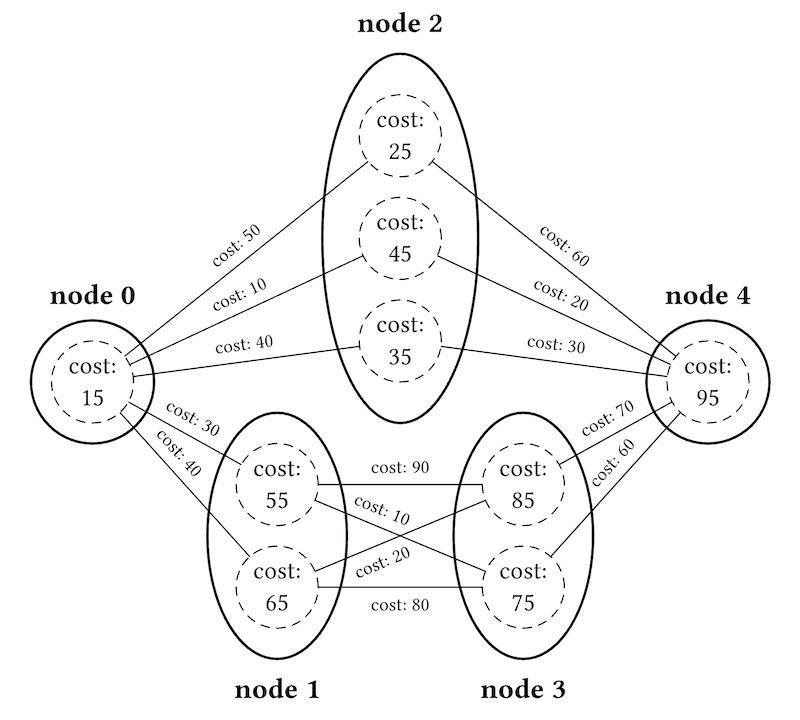 node 2
cost:
25
cost:
45
cost:
35
cost: 50
cost: 10
cost: 40
cost: 60
cost: 20
cost: 30
node 0
cost:
15
node 4
cost:
95
cost: 30
cost: 40
cost: 70
cost: 60
cost:
55
cost:
65
cost: 90
cost: 10
cost: 20
cost: 80
cost:
85
cost:
75
node 1
node 3